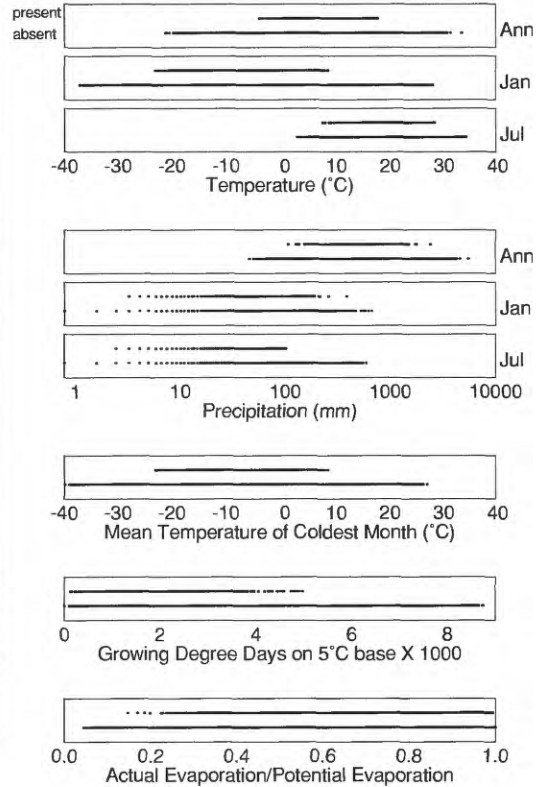 present
absent
Ann
Jan
Jul
-40 -30 -20 -10 0 10 20 30 40
Temperature (°C)
Ann
Jan
Jul
1 10 100 1000 10000
Precipitation (mm)
-40 -30 -20 -10 0 10 20 30 40
Mean Temperature of Coldest Month (°C)
0 2 4 6 8
Growing Degree Days on 5°C base X 1000
0.0 0.2 0.4 0.6 0.8 1.0
Actual Evaporation/Potential Evaporation